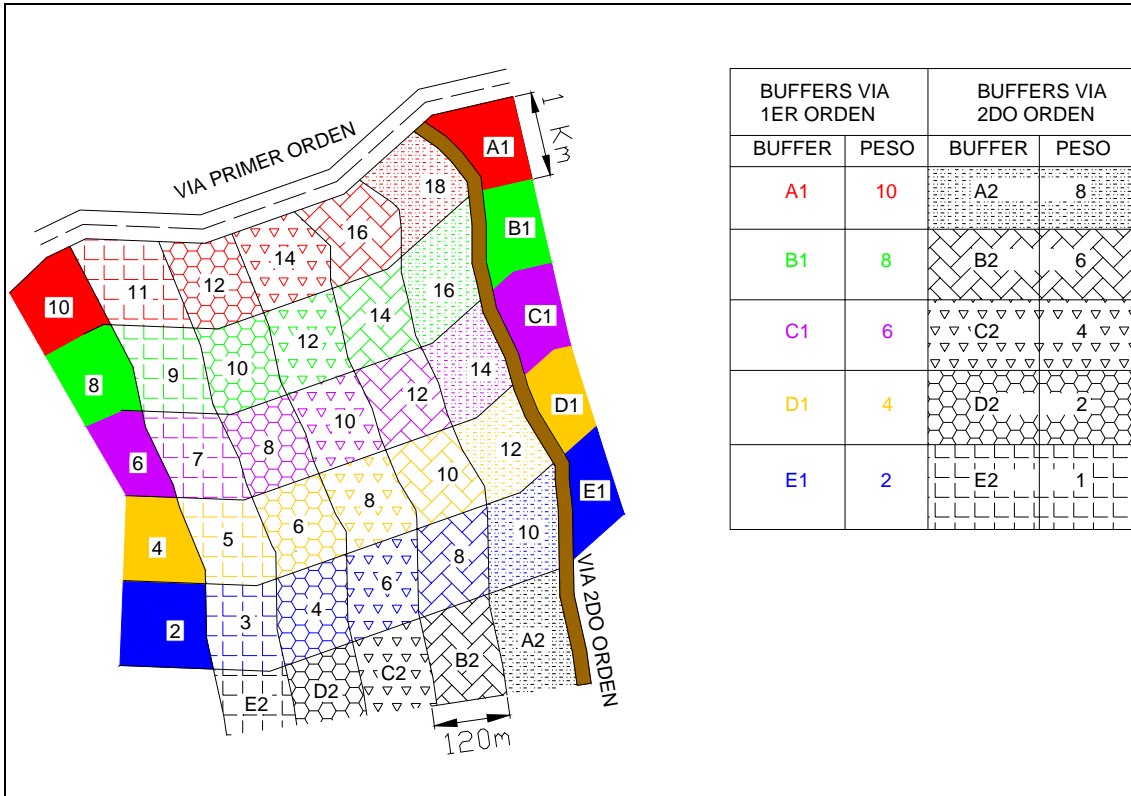 VIA PRIMER ORDEN
1 Km
A1
18
B1
16
14
12
11
10
16
C1
14
12
10
9
8
14
D1
12
10
8
7
6
12
E1
10
8
6
5
4
10
8
6
4
3
2
VIA 2DO ORDEN
A2
B2
C2
D2
E2
120m
BUFFERS VIA
1ER ORDEN
BUFFERS VIA
2DO ORDEN
BUFFER PESO BUFFER PESO
A1 10 A2 8
B1 8 B2 6
C1 6 C2 4
D1 4 D2 2
E1 2 E2 1